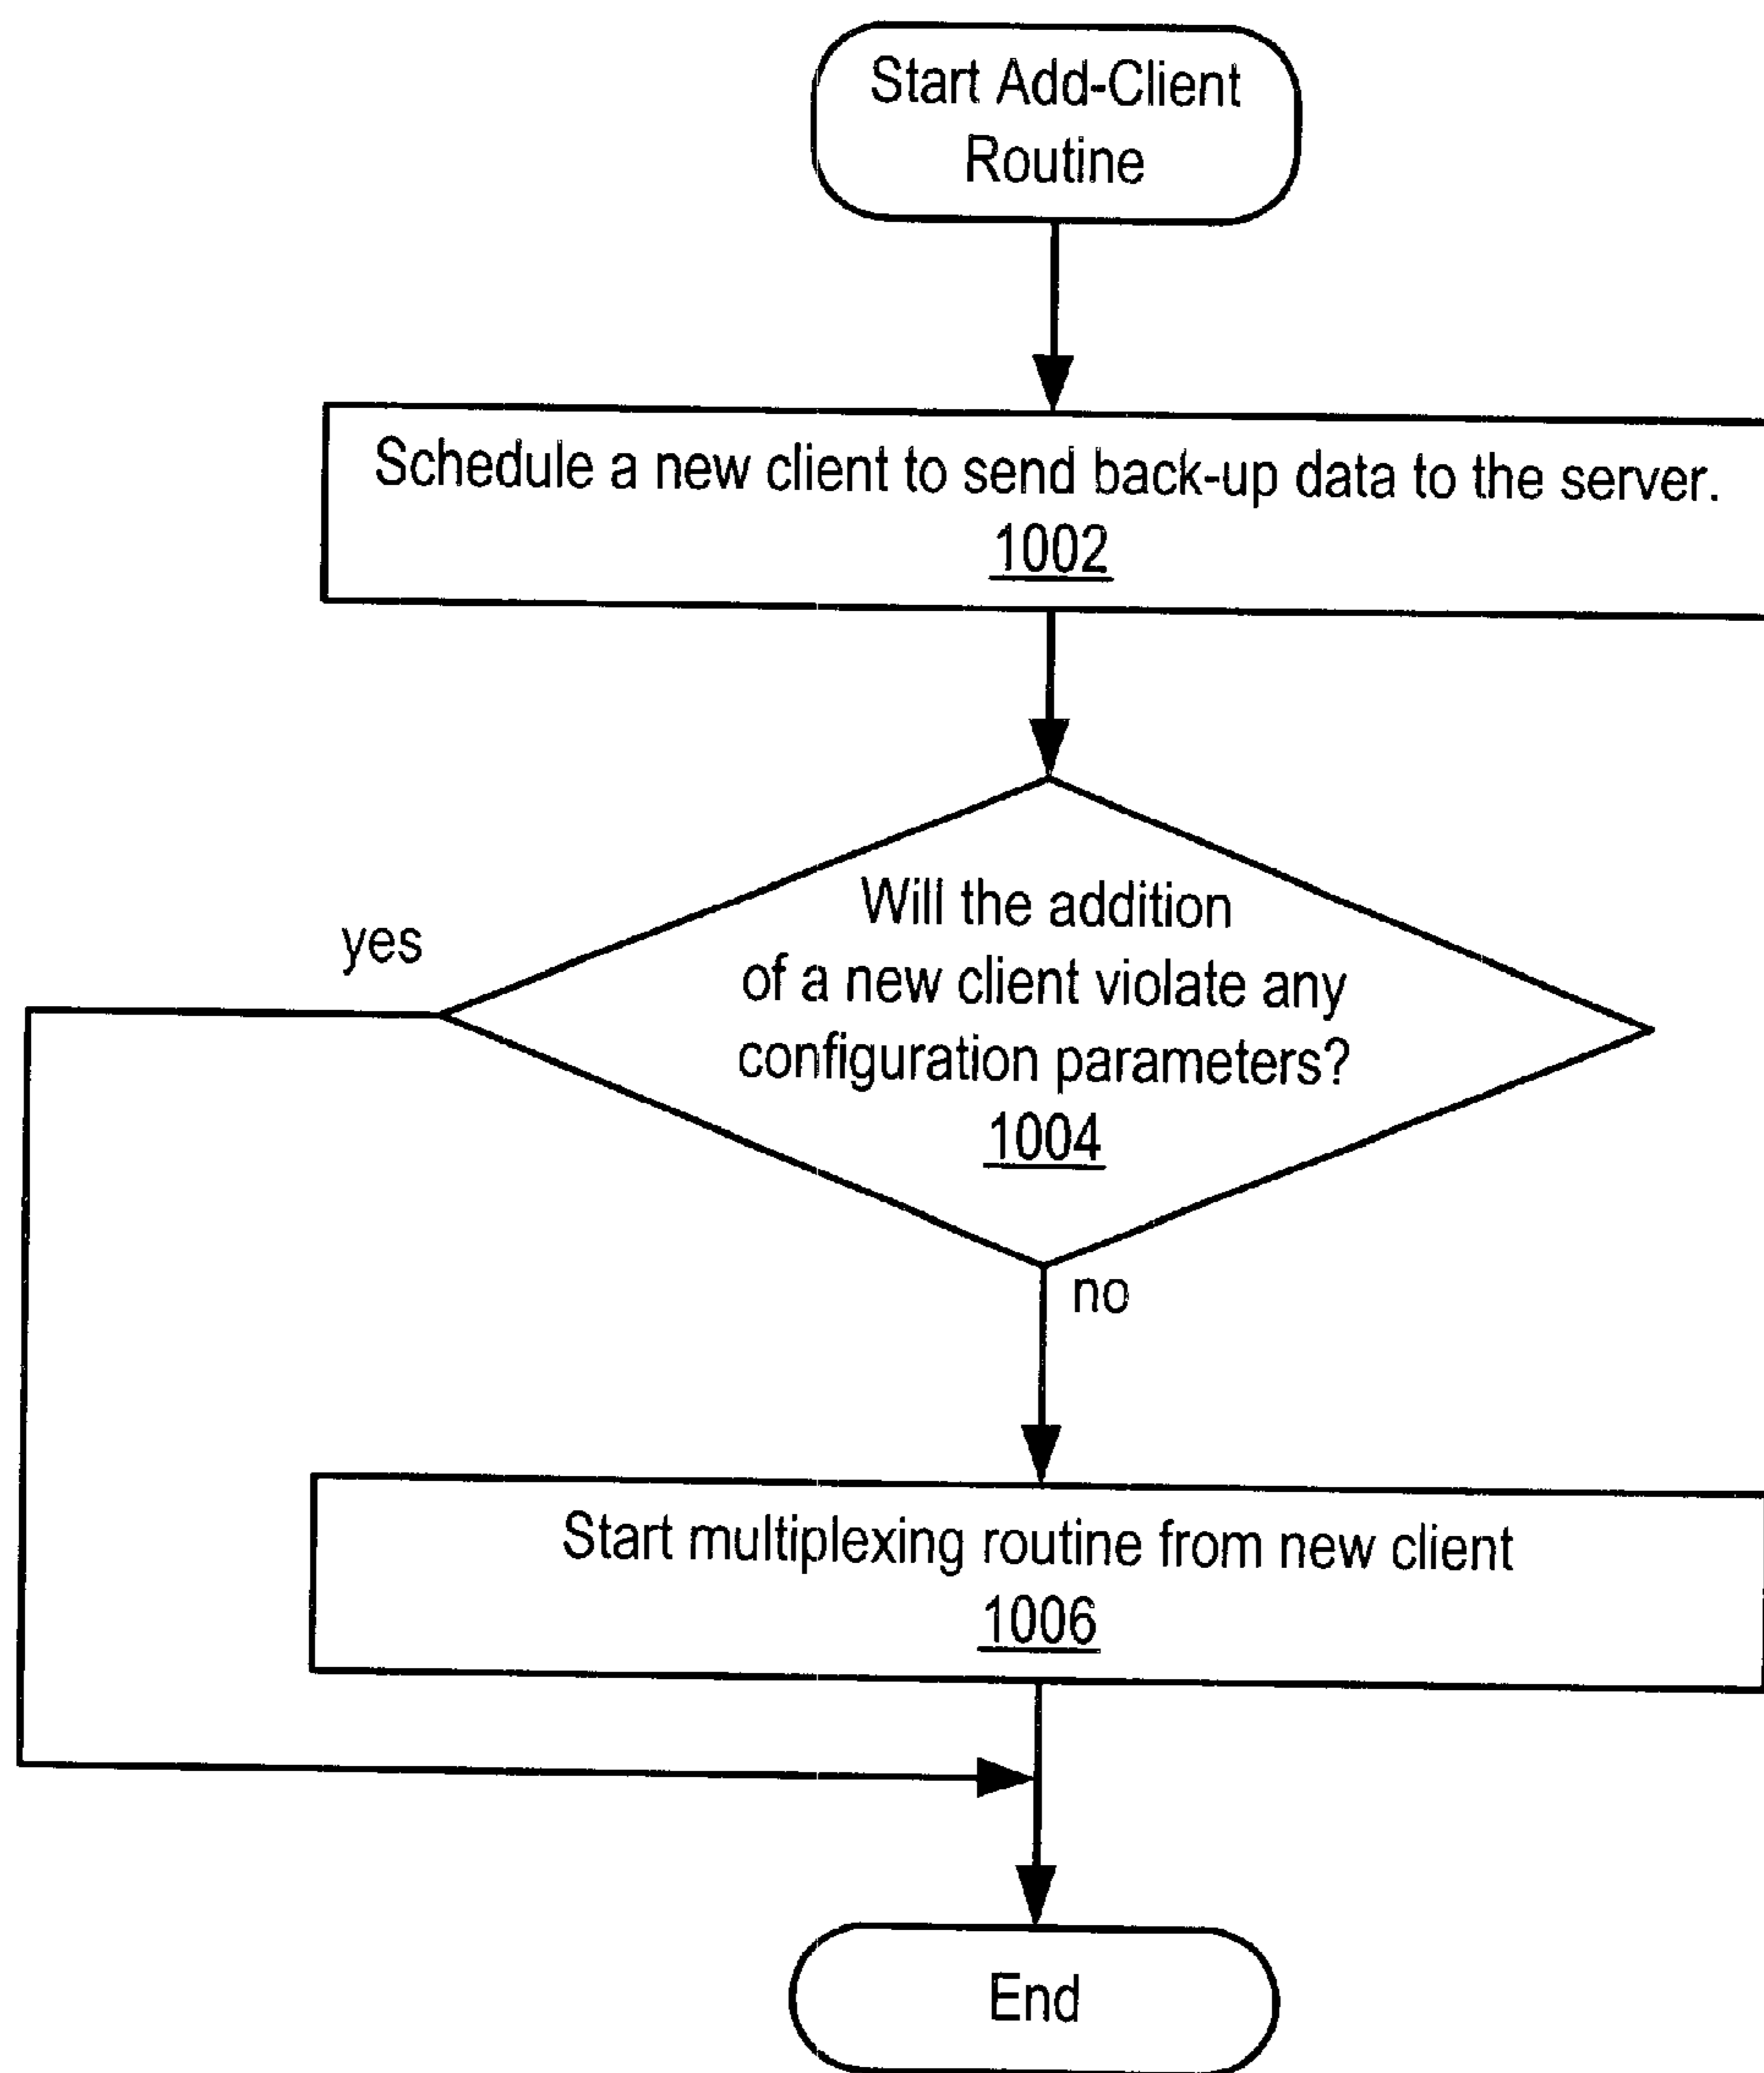 Start Add-Client
Routine
Schedule a new client to send back-up data to the server.
1002
Will the addition
of a new client violate any
configuration parameters?
1004
yes
no
Start multiplexing routine from new client
1006
End